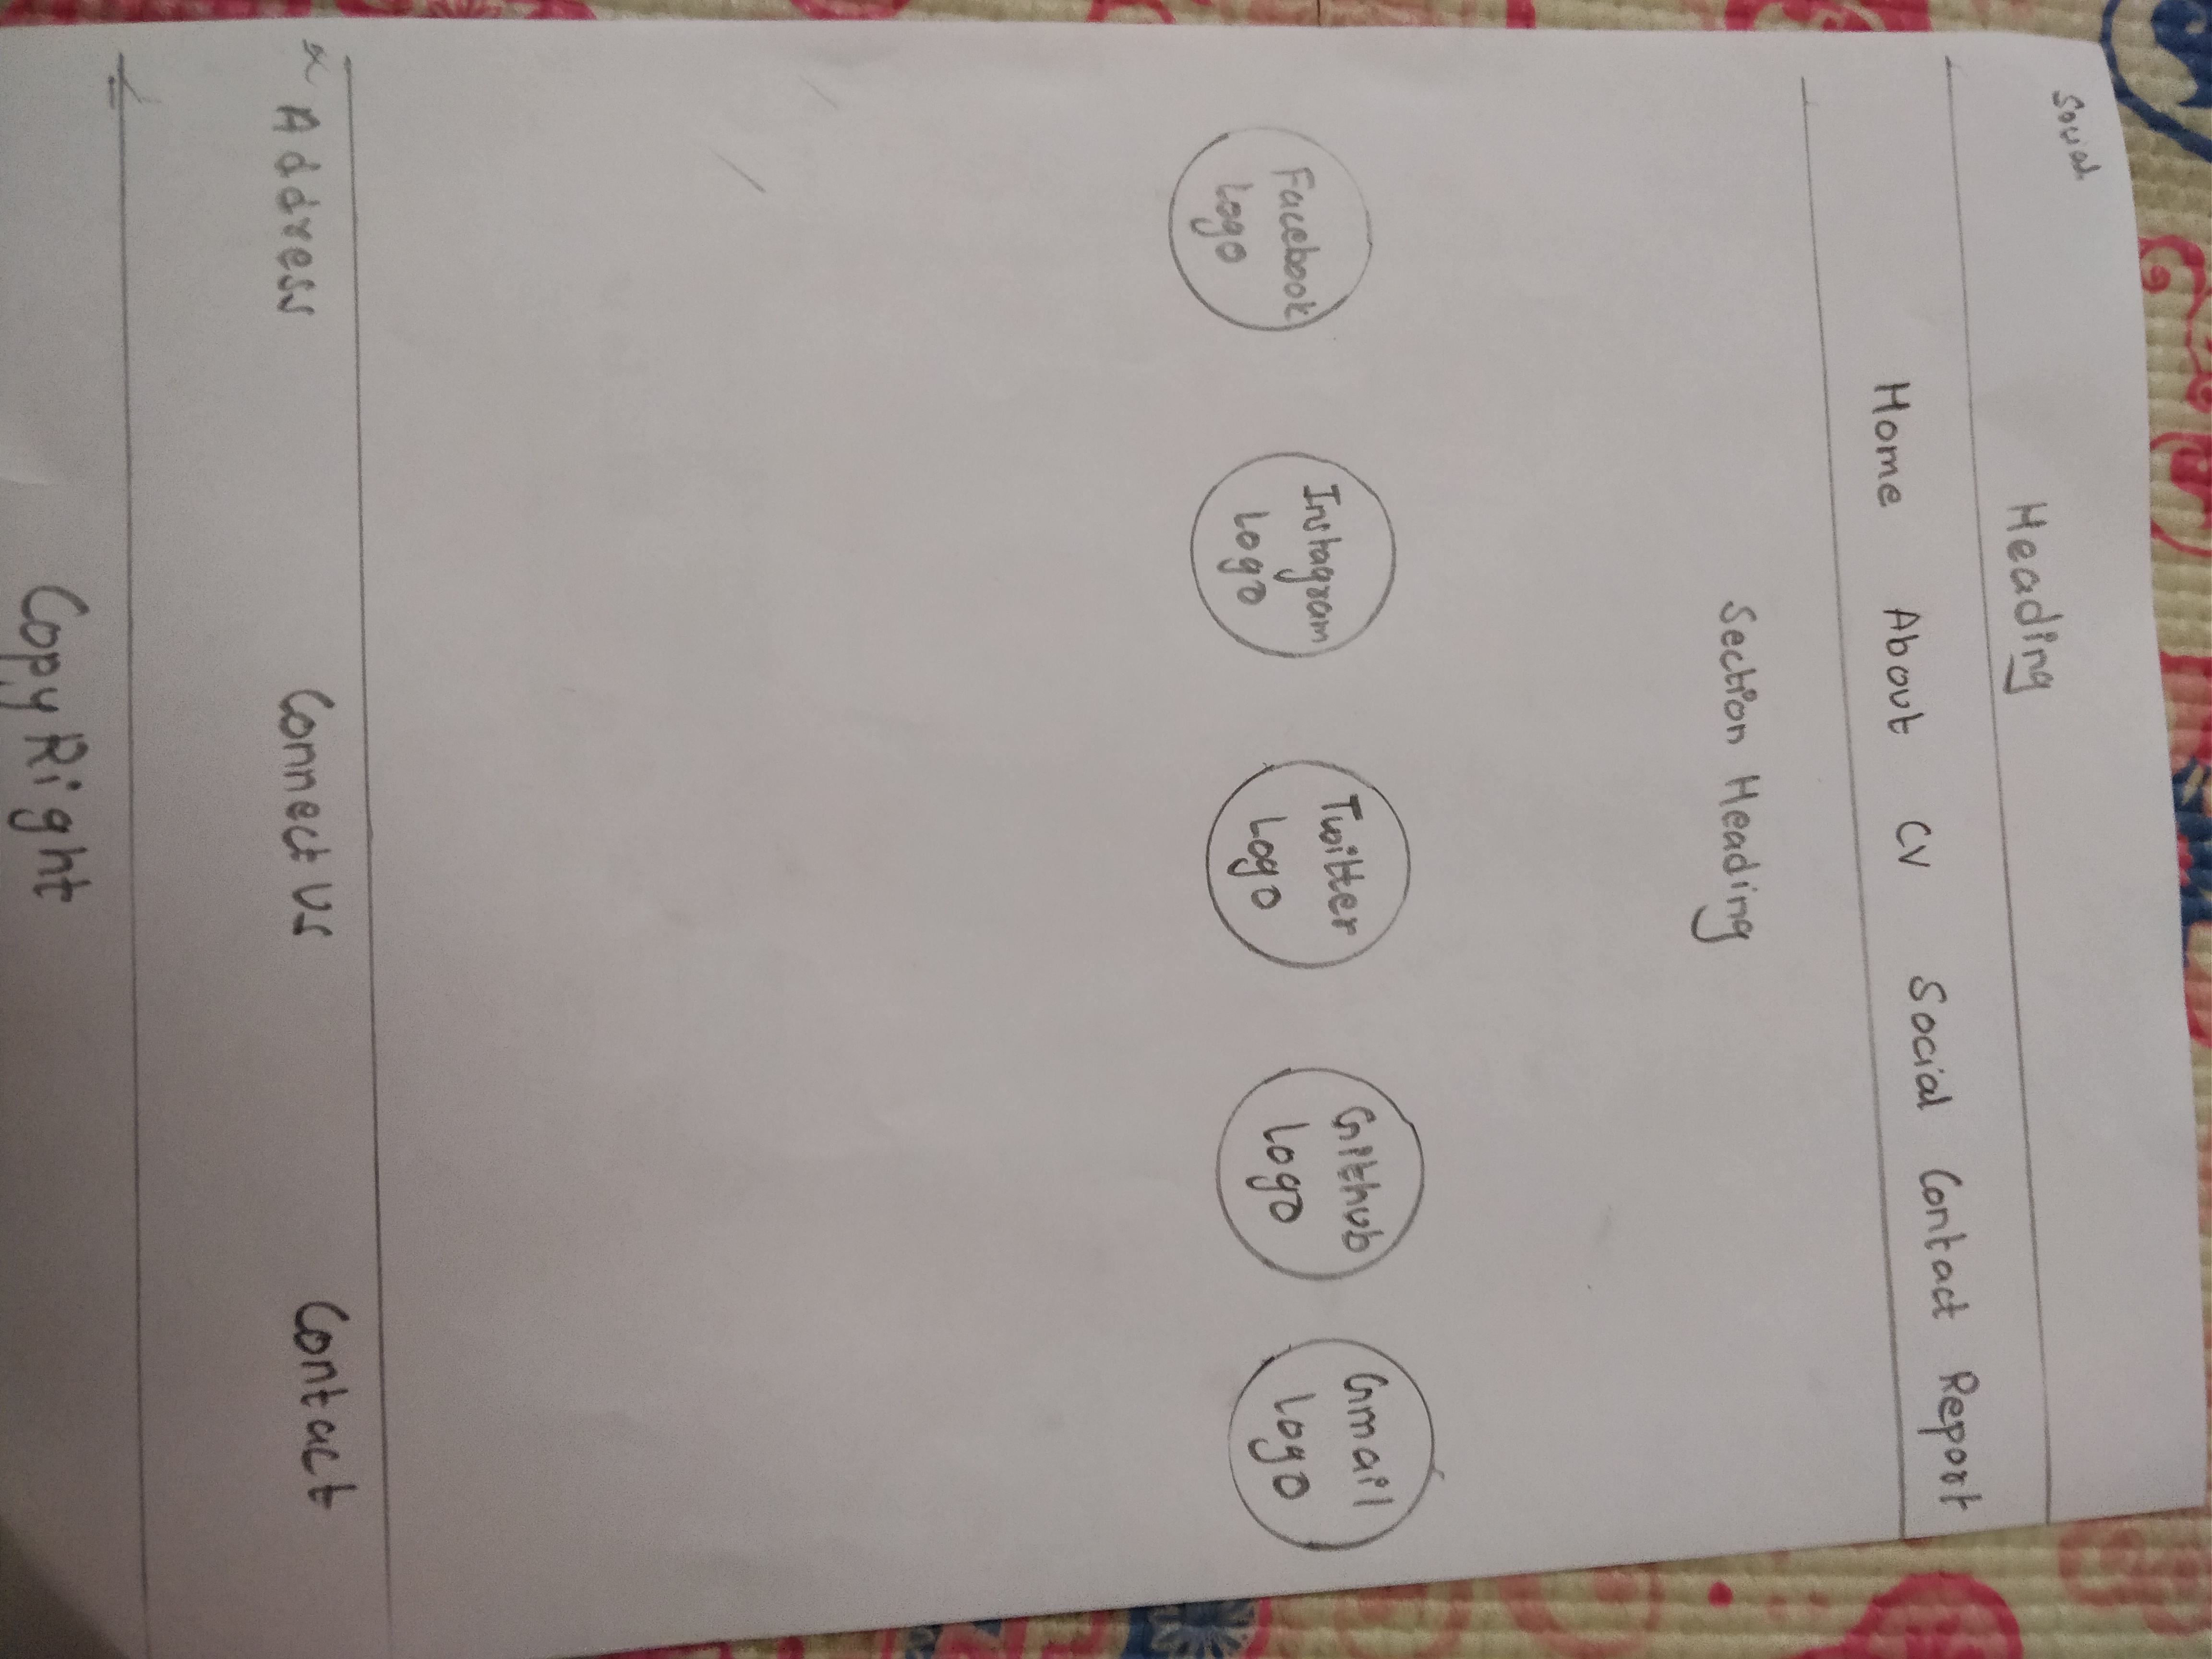 Social
Heading
Home About CV Social Contact Report
Section Heading
Facebook Logo
Instagram Logo
Twitter Logo
Github Logo
Gmail Logo
Address Connect Us Contact
CopyRight